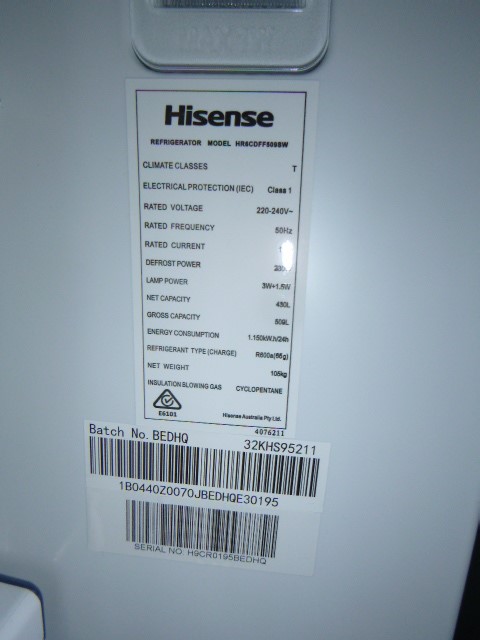 Hisense
REFRIGERATOR MODEL HR6CDFF508BW
CLIMATE CLASSES T
ELECTRICAL PROTECTION (IEC) Class 1
RATED VOLTAGE 220-240V~
RATED FREQUENCY 50Hz
RATED CURRENT
DEFROST POWER
LAMP POWER 3W+1.5W
NET CAPACITY
GROSS CAPACITY 509L
ENERGY CONSUMPTION 1.150kW.h/24h
REFRIGERANT TYPE (CHARGE) R600a(65g)
NET WEIGHT 105kg
INSULATION BLOWING GAS CYCLOPENTANE
E6101 Hisense Australia Pty Ltd.
4076211
Batch No. BEDHQ 32KHS95211
1B0440Z0070JBEDHQE30195
SERIAL NO: H9CR0195BEDHQ